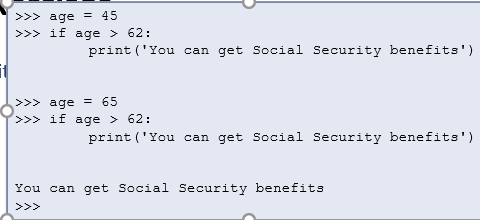 >>> age = 45
>>> if age > 62:
        print('You can get Social Security benefits')
>>> age = 65
>>> if age > 62:
        print('You can get Social Security benefits')
You can get Social Security benefits
>>>